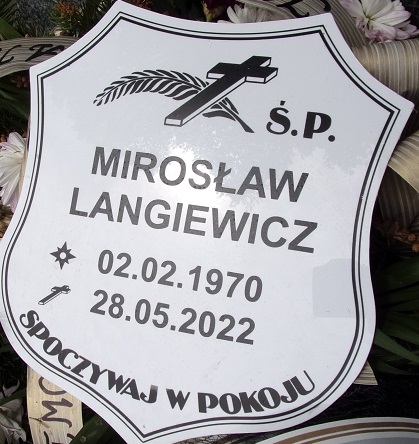 Ś.P.
MIROSŁAW
LANGIEWICZ
02.02.1970
28.05.2022
SPOCZYWAJ W POKOJU